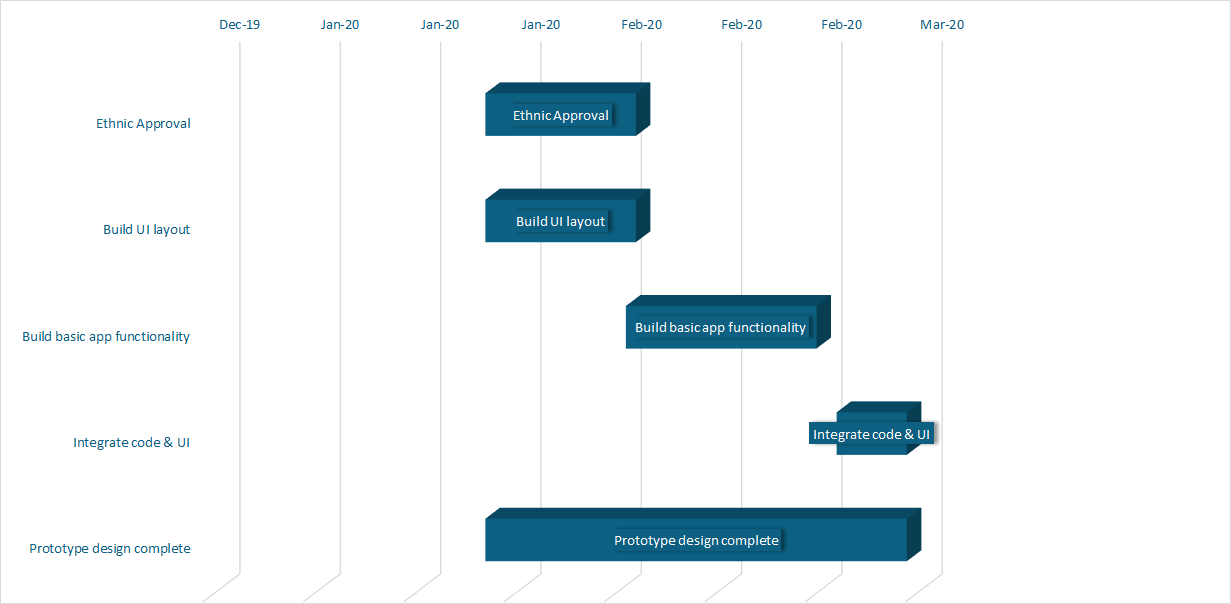 Dec-19 Jan-20 Jan-20 Jan-20 Feb-20 Feb-20 Feb-20 Mar-20
Ethnic Approval Ethnic Approval
Build UI layout Build UI layout
Build basic app functionality Build basic app functionality
Integrate code & UI Integrate code & UI
Prototype design complete Prototype design complete